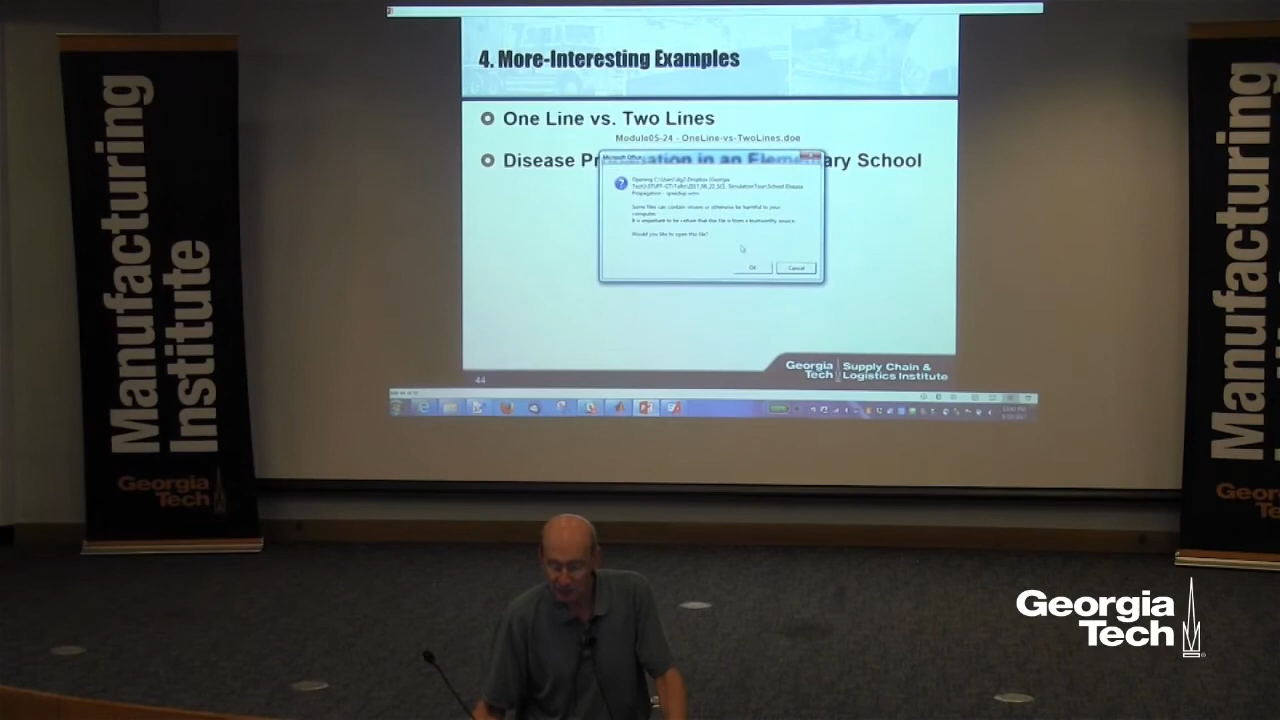 4. More-Interesting Examples
One Line vs. Two Lines
Module05-24 - OneLine-vs-TwoLines.doe
Disease Pr
ary School
Microsoft Office
Some files can contain viruses or otherwise be harmful to your
computer.
It is important to be certain that this file is from a trustworthy source.
Would you like to open this file?
OK
Cancel
44
Georgia
Tech
Supply Chain &
Logistics Institute
Manufacturing
Institute
Georgia
Tech
Manufacturing
Georgia
Tech